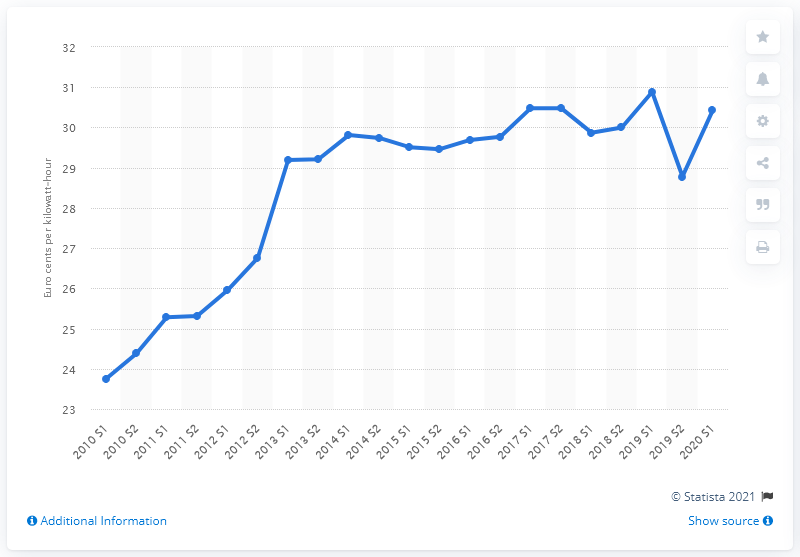 32
31
30
29
28
27
26
25
24
23
Euro cents per kilowatt-hour
2010 S1
2010 S2
2011 S1
2011 S2
2012 S1
2012 S2
2013 S1
2013 S2
2014 S1
2014 S2
2015 S1
2015 S2
2016 S1
2016 S2
2017 S1
2017 S2
2018 S1
2018 S2
2019 S1
2019 S2
2020 S1
© Statista 2021
Additional Information
Show source